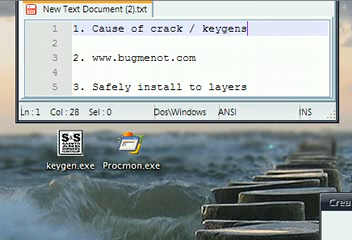 New Text Document (2).txt
1 1. Cause of crack / keygens
2
3 2. www.bugmenot.com
4
5 3. Safely install to layers
Ln : 1 Col : 28 Sel : 0 Dos\Windows ANSI INS
S&S
keygen.exe Procmon.exe
Crea